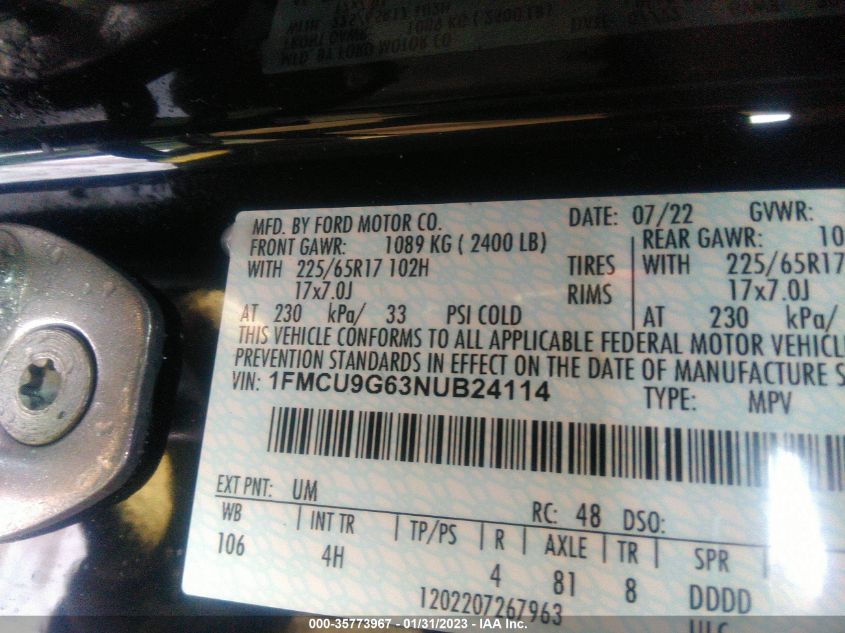 MFD. BY FORD MOTOR CO. DATE: 07/22 GVWR:
FRONT GAWR: 1089 KG ( 2400 LB) REAR GAWR: 10
WITH 225/65R17 102H TIRES WITH 225/65R17
17x7.0J RIMS 17x7.0J
AT 230 kPa/ 33 PSI COLD AT 230 kPa/
THIS VEHICLE CONFORMS TO ALL APPLICABLE FEDERAL MOTOR VEHICLE
PREVENTION STANDARDS IN EFFECT ON THE DATE OF MANUFACTURE S
VIN: 1FMCU9G63NUB24114 TYPE: MPV
EXT PNT: UM RC: 48 DSO:
WB INT TR TP/PS R AXLE TR SPR
106 4H 4 81 8 DDDD
1202207267963
000-35773967 - 01/31/2023 - IAA Inc.